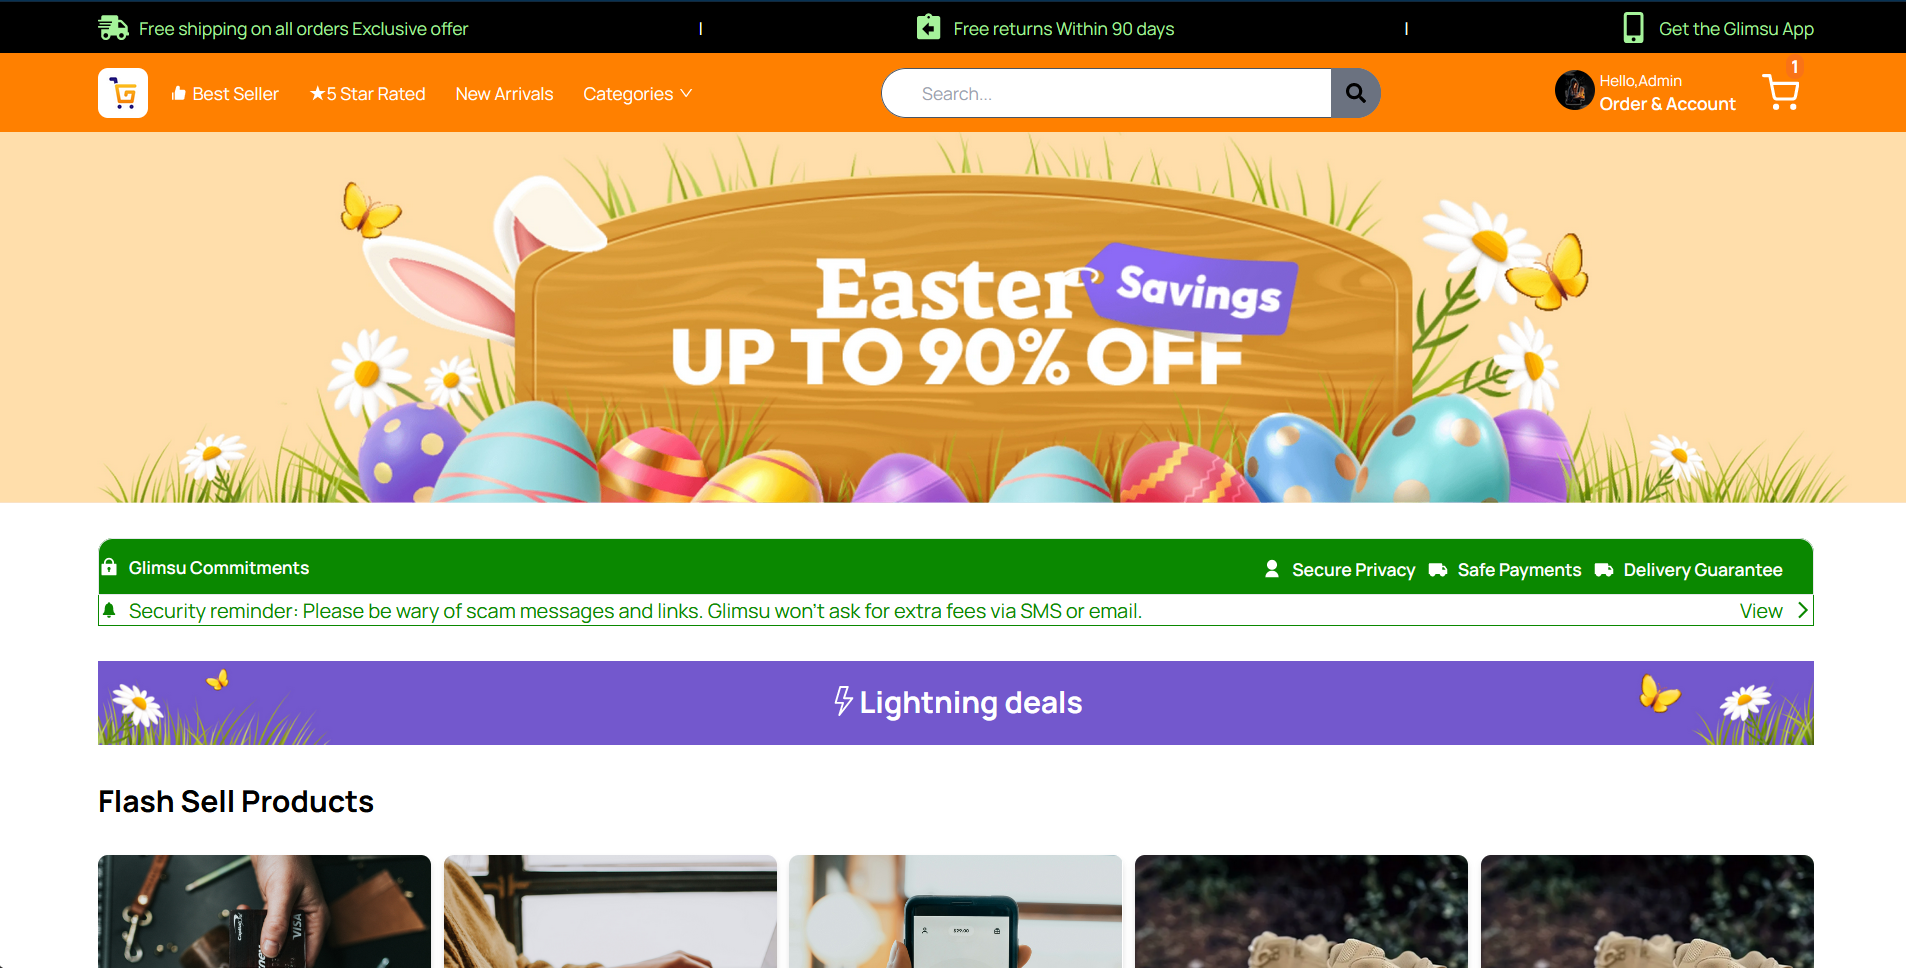 Free shipping on all orders Exclusive offer
Free returns Within 90 days
Get the Glimsu App
Best Seller
★5 Star Rated
New Arrivals
Categories
Search...
Hello,Admin
Order & Account
1
Easter Savings
UP TO 90% OFF
Glimsu Commitments
Secure Privacy
Safe Payments
Delivery Guarantee
Security reminder: Please be wary of scam messages and links. Glimsu won't ask for extra fees via SMS or email.
View
Lightning deals
Flash Sell Products
VISA
$29.00